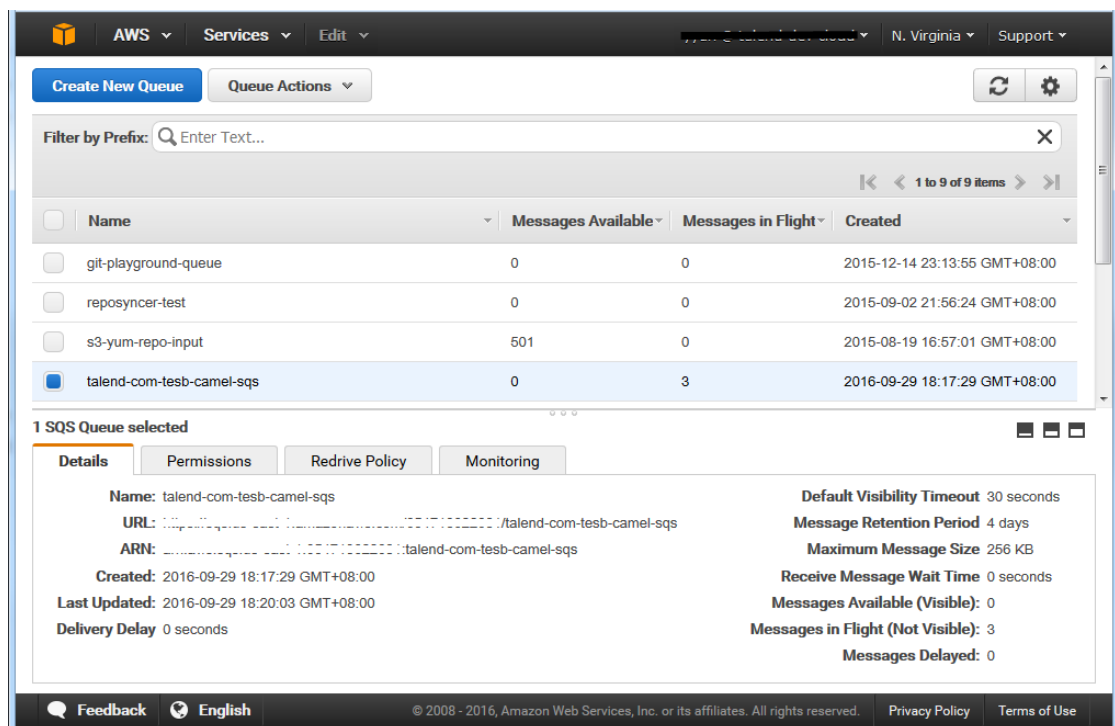 AWS Services Edit N. Virginia Support
Create New Queue Queue Actions
Filter by Prefix: Enter Text...
1 to 9 of 9 items
Name Messages Available Messages in Flight Created
git-playground-queue 0 0 2015-12-14 23:13:55 GMT+08:00
reposyncer-test 0 0 2015-09-02 21:56:24 GMT+08:00
s3-yum-repo-input 501 0 2015-08-19 16:57:01 GMT+08:00
talend-com-tesb-camel-sqs 0 3 2016-09-29 18:17:29 GMT+08:00
1 SQS Queue selected
Details Permissions Redrive Policy Monitoring
Name: talend-com-tesb-camel-sqs Default Visibility Timeout 30 seconds
URL: /talend-com-tesb-camel-sqs Message Retention Period 4 days
ARN: :talend-com-tesb-camel-sqs Maximum Message Size 256 KB
Created: 2016-09-29 18:17:29 GMT+08:00 Receive Message Wait Time 0 seconds
Last Updated: 2016-09-29 18:20:03 GMT+08:00 Messages Available (Visible): 0
Delivery Delay 0 seconds Messages in Flight (Not Visible): 3
Messages Delayed: 0
Feedback English © 2008 - 2016, Amazon Web Services, Inc. or its affiliates. All rights reserved. Privacy Policy Terms of Use